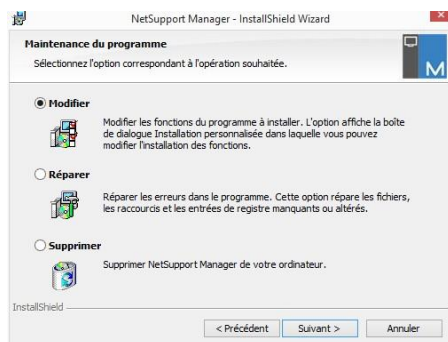 NetSupport Manager - InstallShield Wizard
Maintenance du programme
Sélectionnez l'option correspondant à l'opération souhaitée.
M
Modifier
Modifier les fonctions du programme à installer. L'option affiche la boîte
de dialogue Installation personnalisée dans laquelle vous pouvez
modifier l'installation des fonctions.
Réparer
Réparer les erreurs dans le programme. Cette option répare les fichiers,
les raccourcis et les entrées de registre manquants ou altérés.
Supprimer
Supprimer NetSupport Manager de votre ordinateur.
InstallShield
< Précédent Suivant > Annuler